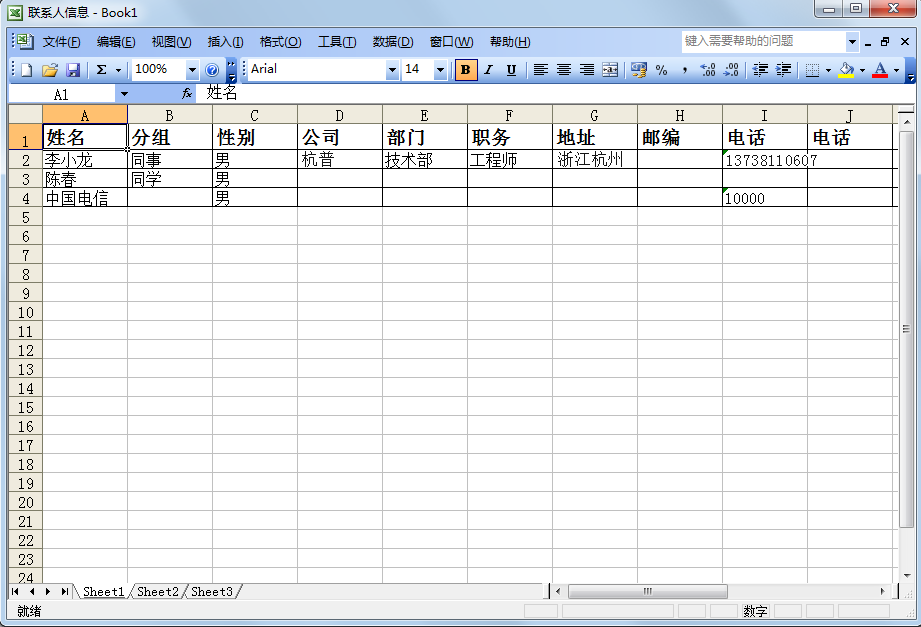 联系人信息 - Book1
文件(F) 编辑(E) 视图(V) 插入(I) 格式(O) 工具(T) 数据(D) 窗口(W) 帮助(H) 键入需要帮助的问题
Σ 100% Arial 14 B I U % , A
A1 fx 姓名
A B C D E F G H I J
1 姓名 分组 性别 公司 部门 职务 地址 邮编 电话 电话
2 李小龙 同事 男 杭普 技术部 工程师 浙江杭州 13738110607
3 陈春 同学 男
4 中国电信 男 10000
5
6
7
8
9
10
11
12
13
14
15
16
17
18
19
20
21
22
23
24
Sheet1 Sheet2 Sheet3
就绪 数字